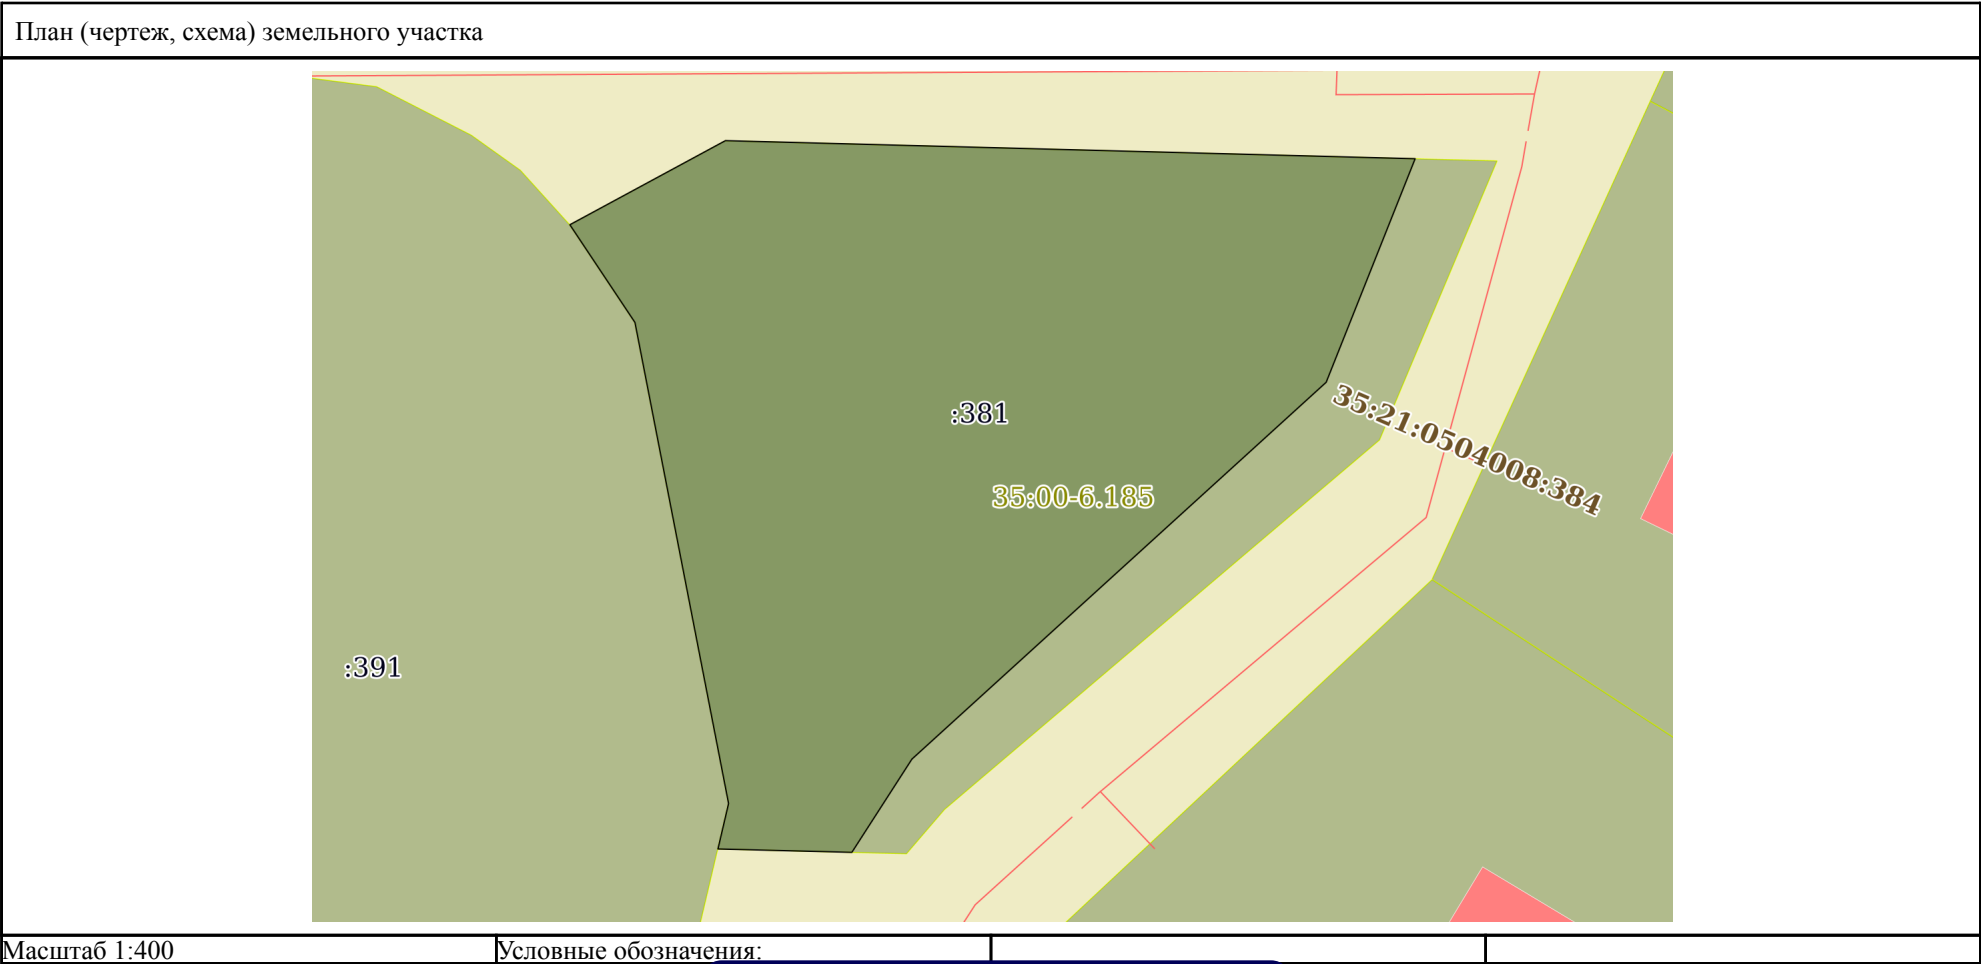 План (чертеж, схема) земельного участка
:381
35:21:0504008:384
35:00-6.185
:391
Масштаб 1:400
Условные обозначения: